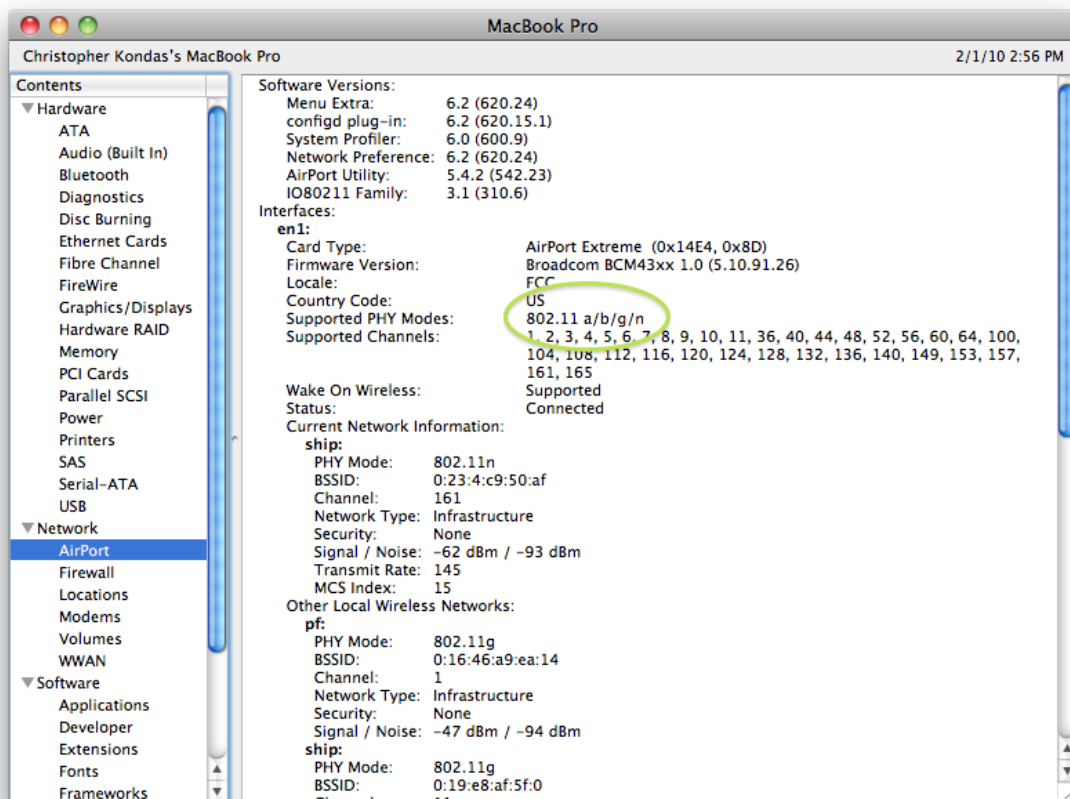 MacBook Pro
Christopher Kondas's MacBook Pro 2/1/10 2:56 PM
Contents
Hardware
ATA
Audio (Built In)
Bluetooth
Diagnostics
Disc Burning
Ethernet Cards
Fibre Channel
FireWire
Graphics/Displays
Hardware RAID
Memory
PCI Cards
Parallel SCSI
Power
Printers
SAS
Serial-ATA
USB
Network
AirPort
Firewall
Locations
Modems
Volumes
WWAN
Software
Applications
Developer
Extensions
Fonts
Frameworks
Software Versions:
Menu Extra: 6.2 (620.24)
configd plug-in: 6.2 (620.15.1)
System Profiler: 6.0 (600.9)
Network Preference: 6.2 (620.24)
AirPort Utility: 5.4.2 (542.23)
IO80211 Family: 3.1 (310.6)
Interfaces:
en1:
Card Type: AirPort Extreme (0x14E4, 0x8D)
Firmware Version: Broadcom BCM43xx 1.0 (5.10.91.26)
Locale: FCC
Country Code: US
Supported PHY Modes: 802.11 a/b/g/n
Supported Channels: 1, 2, 3, 4, 5, 6, 7, 8, 9, 10, 11, 36, 40, 44, 48, 52, 56, 60, 64, 100,
104, 108, 112, 116, 120, 124, 128, 132, 136, 140, 149, 153, 157,
161, 165
Wake On Wireless: Supported
Status: Connected
Current Network Information:
ship:
PHY Mode: 802.11n
BSSID: 0:23:4:c9:50:af
Channel: 161
Network Type: Infrastructure
Security: None
Signal / Noise: -62 dBm / -93 dBm
Transmit Rate: 145
MCS Index: 15
Other Local Wireless Networks:
pf:
PHY Mode: 802.11g
BSSID: 0:16:46:a9:ea:14
Channel: 1
Network Type: Infrastructure
Security: None
Signal / Noise: -47 dBm / -94 dBm
ship:
PHY Mode: 802.11g
BSSID: 0:19:e8:af:5f:0